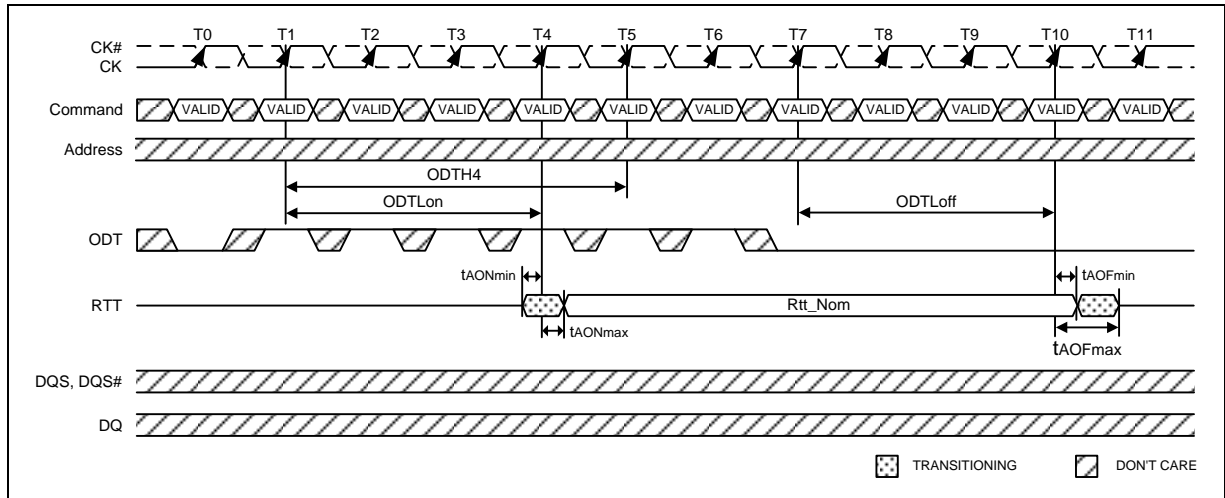 T0 T1 T2 T3 T4 T5 T6 T7 T8 T9 T10 T11
CK#
CK
Command VALID VALID VALID VALID VALID VALID VALID VALID VALID VALID VALID VALID
Address
ODTH4
ODTLon ODTLoff
ODT
tAONmin tAOFmin
RTT Rtt_Nom
tAONmax
tAOFmax
DQS, DQS#
DQ
TRANSITIONING DON'T CARE